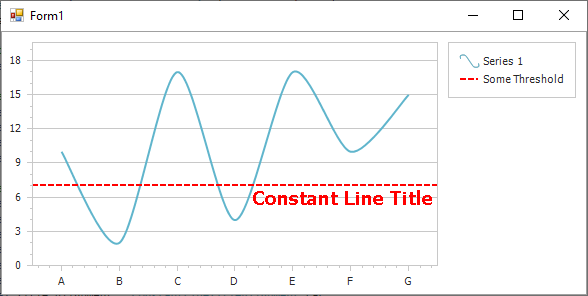 Form1
18
15
12
9
6
3
0
A B C D E F G
Constant Line Title
Series 1
Some Threshold